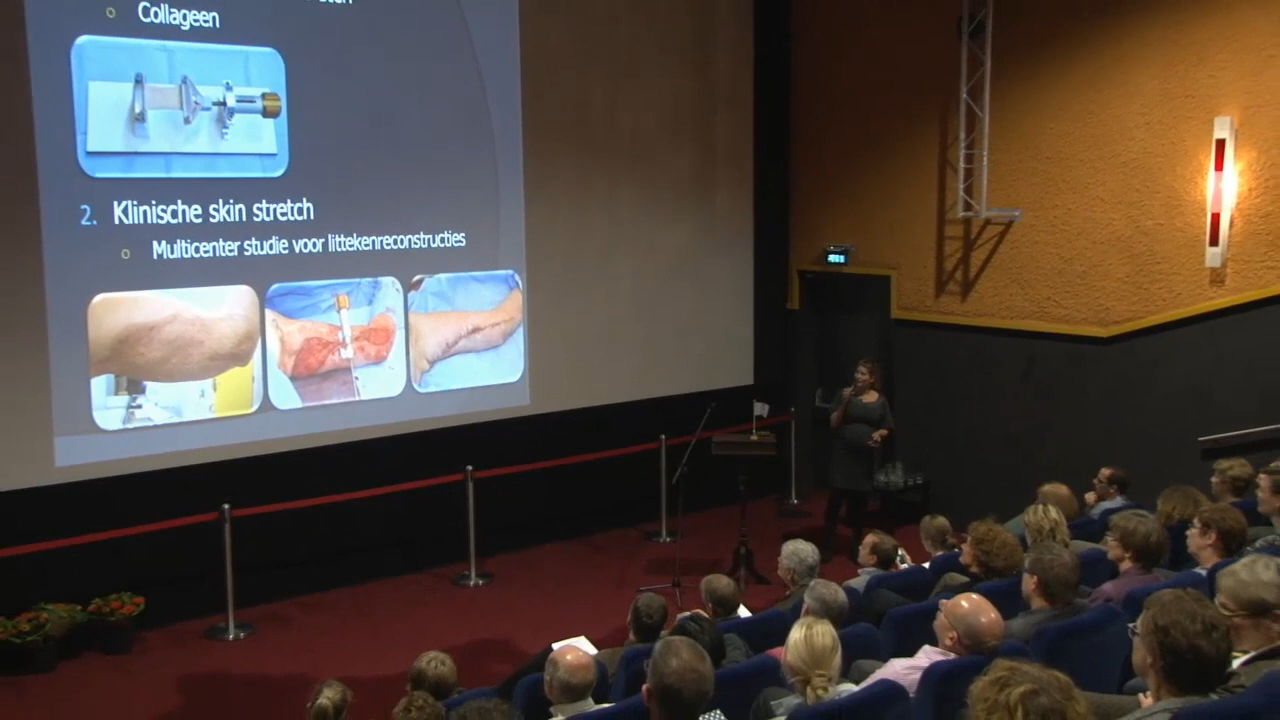 Collageen
2. Klinische skin stretch
Multicenter studie voor littekenreconstructies